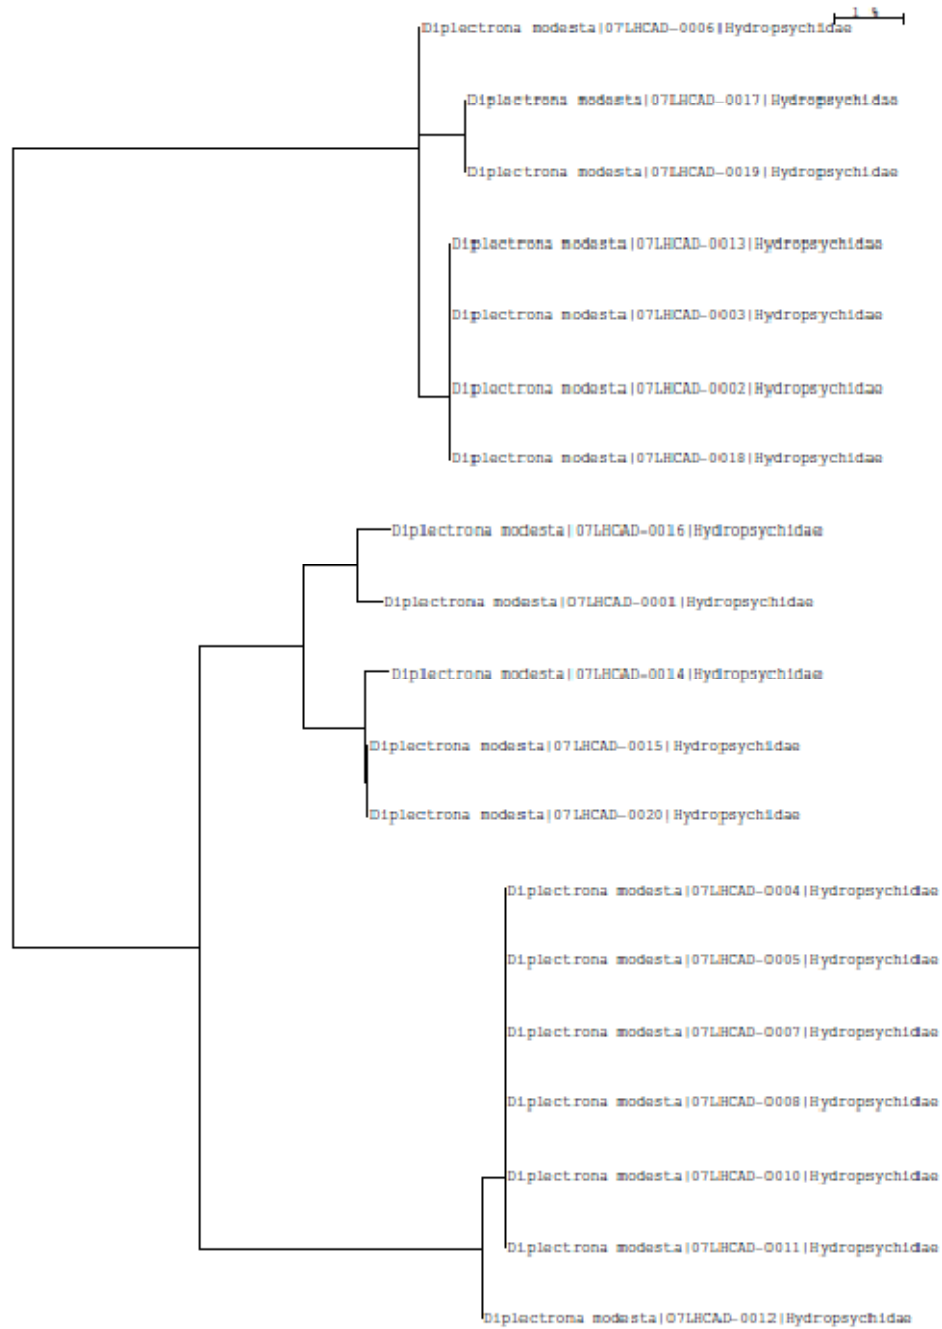 1 %
Diplectrona modesta|07LHCAD-0006|Hydropsychidae
Diplectrona modesta|07LHCAD-0017|Hydropsychidae
Diplectrona modesta|07LHCAD-0019|Hydropsychidae
Diplectrona modesta|07LHCAD-0013|Hydropsychidae
Diplectrona modesta|07LHCAD-0003|Hydropsychidae
Diplectrona modesta|07LHCAD-0002|Hydropsychidae
Diplectrona modesta|07LHCAD-0018|Hydropsychidae
Diplectrona modesta|07LHCAD-0016|Hydropsychidae
Diplectrona modesta|07LHCAD-0001|Hydropsychidae
Diplectrona modesta|07LHCAD-0014|Hydropsychidae
Diplectrona modesta|07LHCAD-0015|Hydropsychidae
Diplectrona modesta|07LHCAD-0020|Hydropsychidae
Diplectrona modesta|07LHCAD-0004|Hydropsychidae
Diplectrona modesta|07LHCAD-0005|Hydropsychidae
Diplectrona modesta|07LHCAD-0007|Hydropsychidae
Diplectrona modesta|07LHCAD-0008|Hydropsychidae
Diplectrona modesta|07LHCAD-0010|Hydropsychidae
Diplectrona modesta|07LHCAD-0011|Hydropsychidae
Diplectrona modesta|07LHCAD-0012|Hydropsychidae